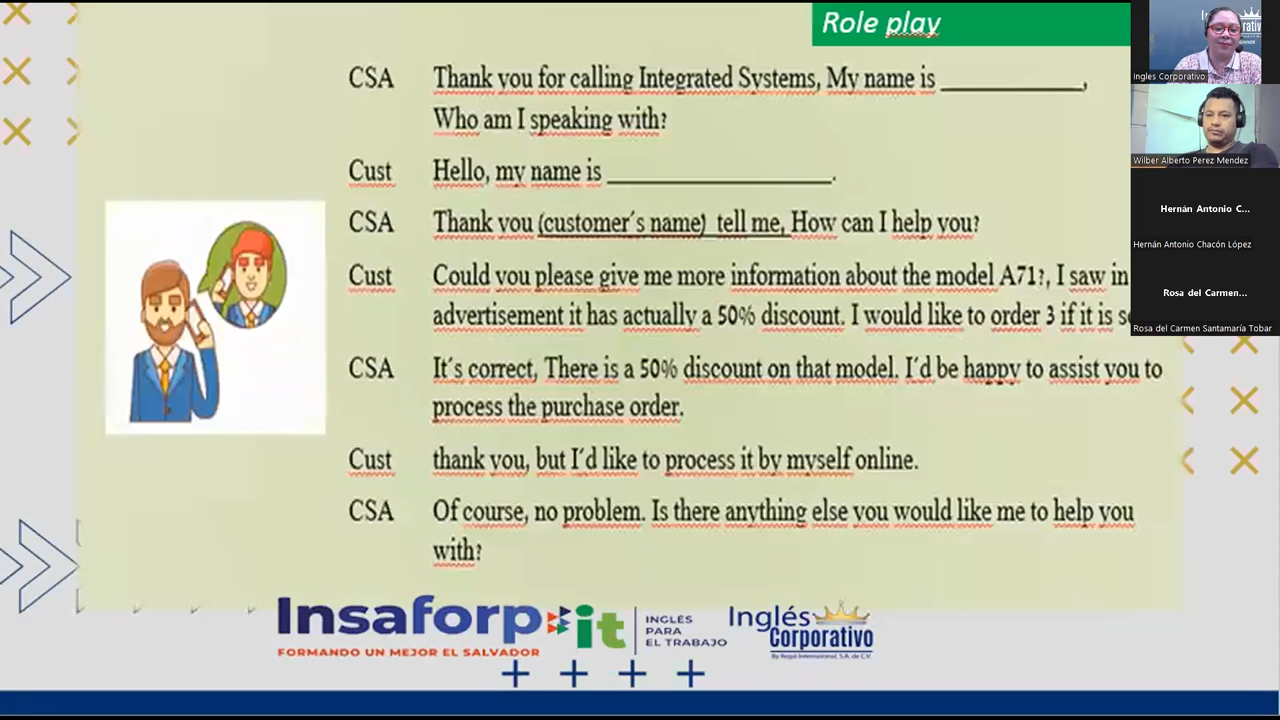 Role play
CSA Thank you for calling Integrated Systems, My name is ____________,
Who am I speaking with?
Cust Hello, my name is ___________________.
CSA Thank you (customer´s name) tell me, How can I help you?
Cust Could you please give me more information about the model A71?, I saw in
advertisement it has actually a 50% discount. I would like to order 3 if it is
CSA It´s correct, There is a 50% discount on that model. I´d be happy to assist you to
process the purchase order.
Cust thank you, but I´d like to process it by myself online.
CSA Of course, no problem. Is there anything else you would like me to help you
with?
Insaforp
FORMANDO UN MEJOR EL SALVADOR
it
INGLÉS
PARA
EL TRABAJO
Inglés
Corporativo
Ingles Corporativo
Wilber Alberto Perez Mendez
Hernán Antonio C...
Hernán Antonio Chacón López
Rosa del Carmen...
Rosa del Carmen Santamaría Tobar